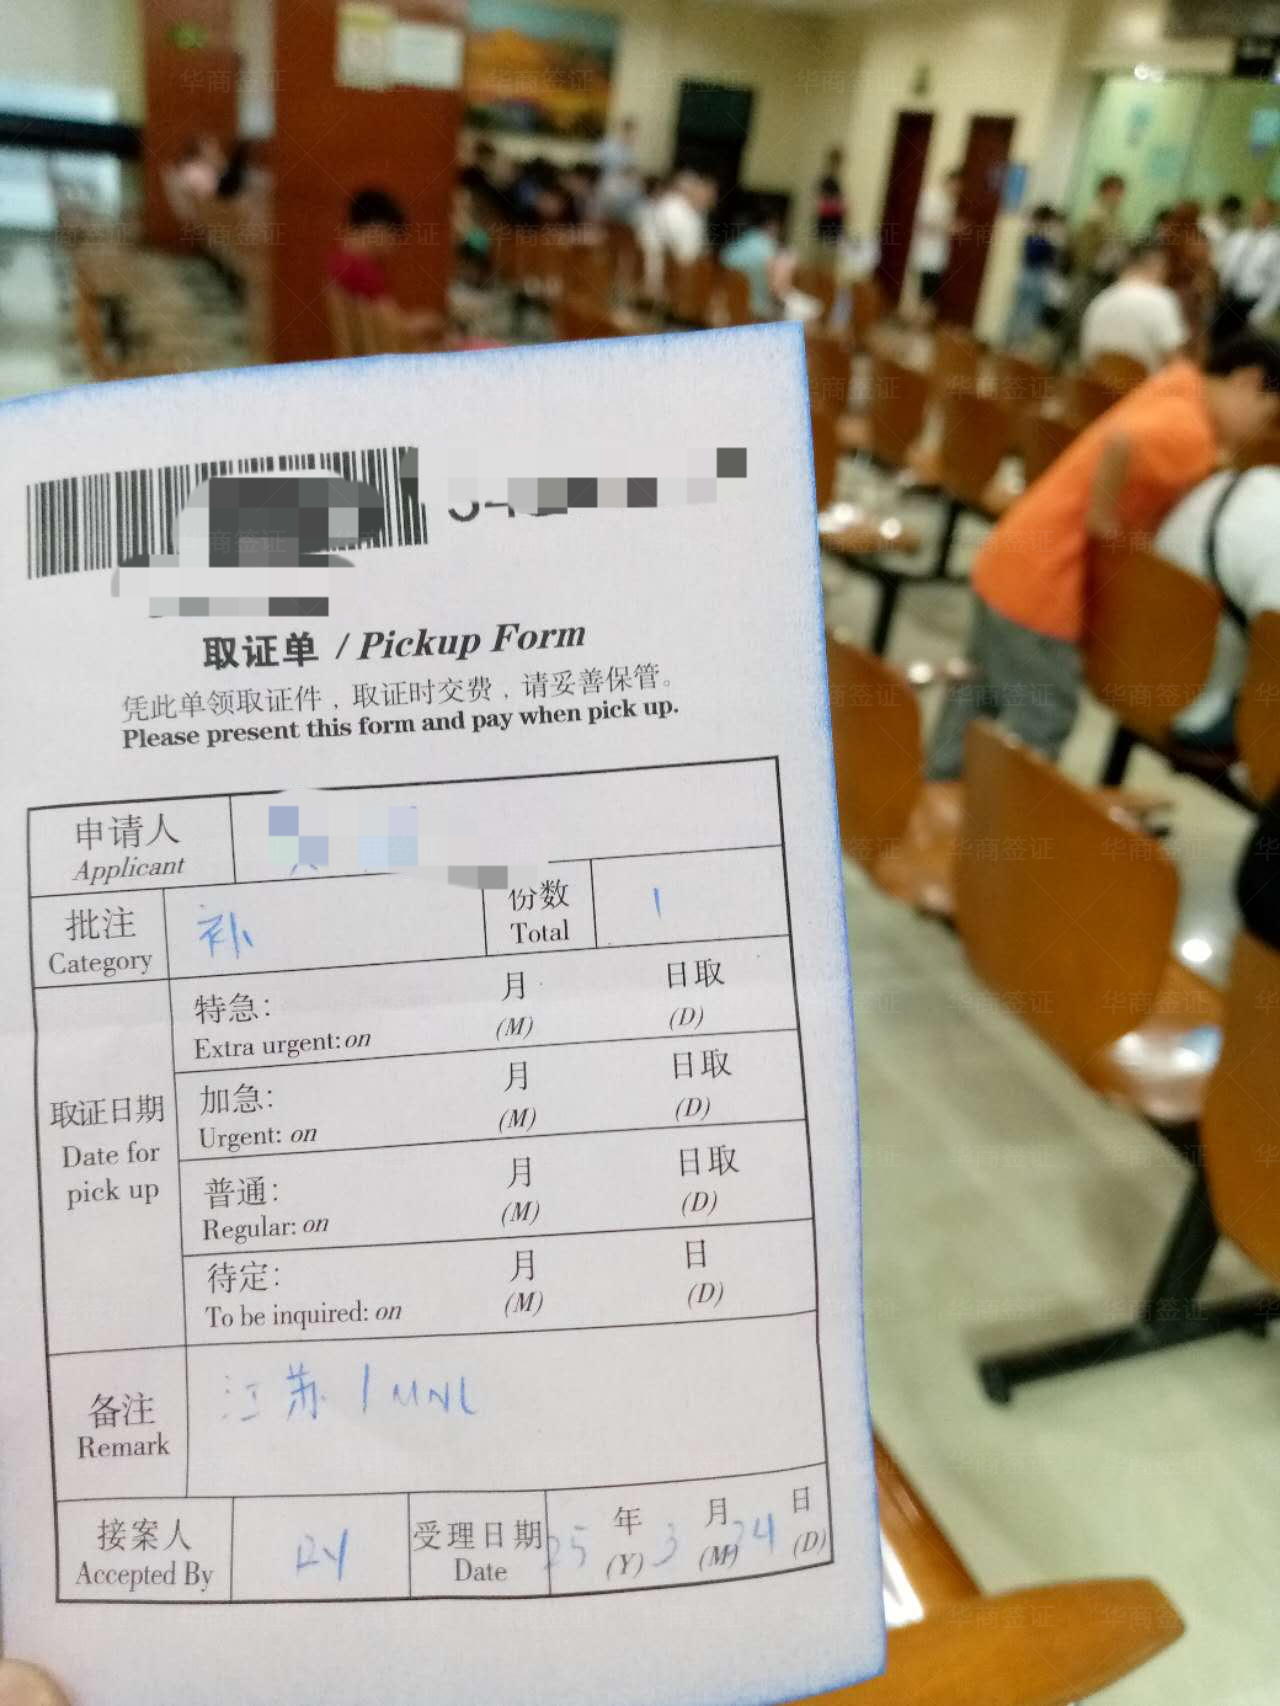 取证单 / Pickup Form
凭此单领取证件，取证时交费，请妥善保管。
Please present this form and pay when pick up.
申请人
Applicant
批注 补 份数 1
Category Total
取证日期
Date for
pick up
特急： 月 日取
Extra urgent: on (M) (D)
加急： 月 日取
Urgent: on (M) (D)
普通： 月 日取
Regular: on (M) (D)
待定： 月 日
To be inquired: on (M) (D)
备注 江苏 / MNL
Remark
接案人 受理日期 25 年 3 月 24 日
Accepted By Date (Y) (M) (D)
华商签证